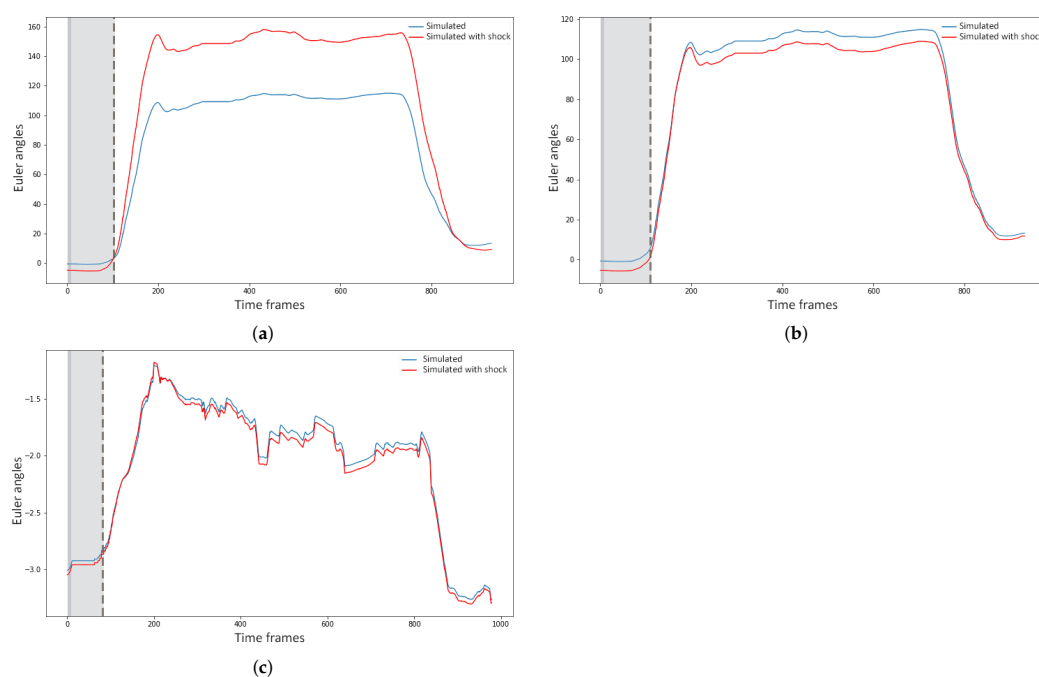 Simulated
Simulated with shock
160
140
120
100
80
60
40
20
0
Euler angles
0
200
400
600
800
Time frames
(a)
Simulated
Simulated with shock
120
100
80
60
40
20
0
Euler angles
0
200
400
600
800
Time frames
(b)
Simulated
Simulated with shock
−1.5
−2.0
−2.5
−3.0
Euler angles
0
200
400
600
800
1000
Time frames
(c)